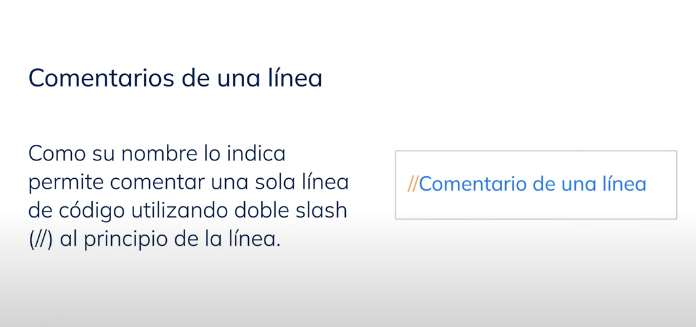 Comentarios de una línea
Como su nombre lo indica
permite comentar una sola línea
de código utilizando doble slash
(//) al principio de la línea.
//Comentario de una línea